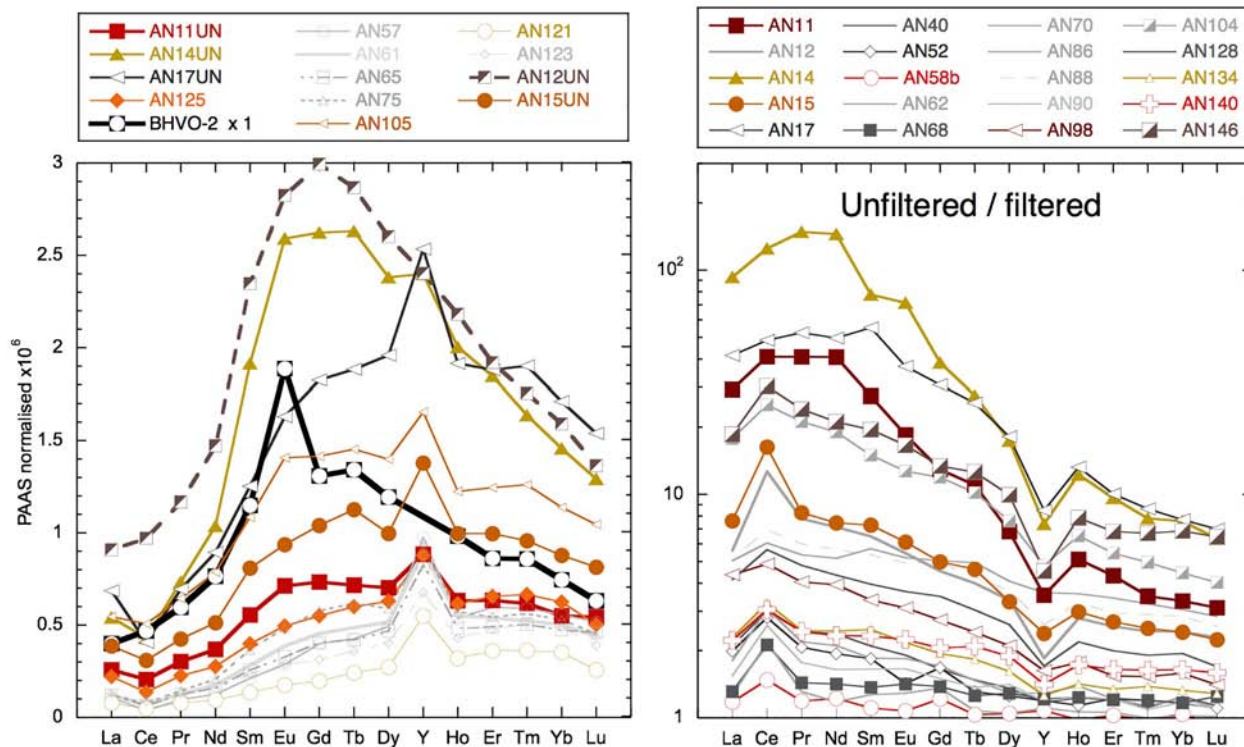 AN11UN AN57 AN121
AN14UN AN61 AN123
AN17UN AN65 AN12UN
AN125 AN75 AN15UN
BHVO-2 x 1 AN105
AN11 AN40 AN70 AN104
AN12 AN52 AN86 AN128
AN14 AN58b AN88 AN134
AN15 AN62 AN90 AN140
AN17 AN68 AN98 AN146
PAAS normalised x10⁶
3
2.5
2
1.5
1
0.5
0
La Ce Pr Nd Sm Eu Gd Tb Dy Y Ho Er Tm Yb Lu
Unfiltered / filtered
10²
10
1
La Ce Pr Nd Sm Eu Gd Tb Dy Y Ho Er Tm Yb Lu